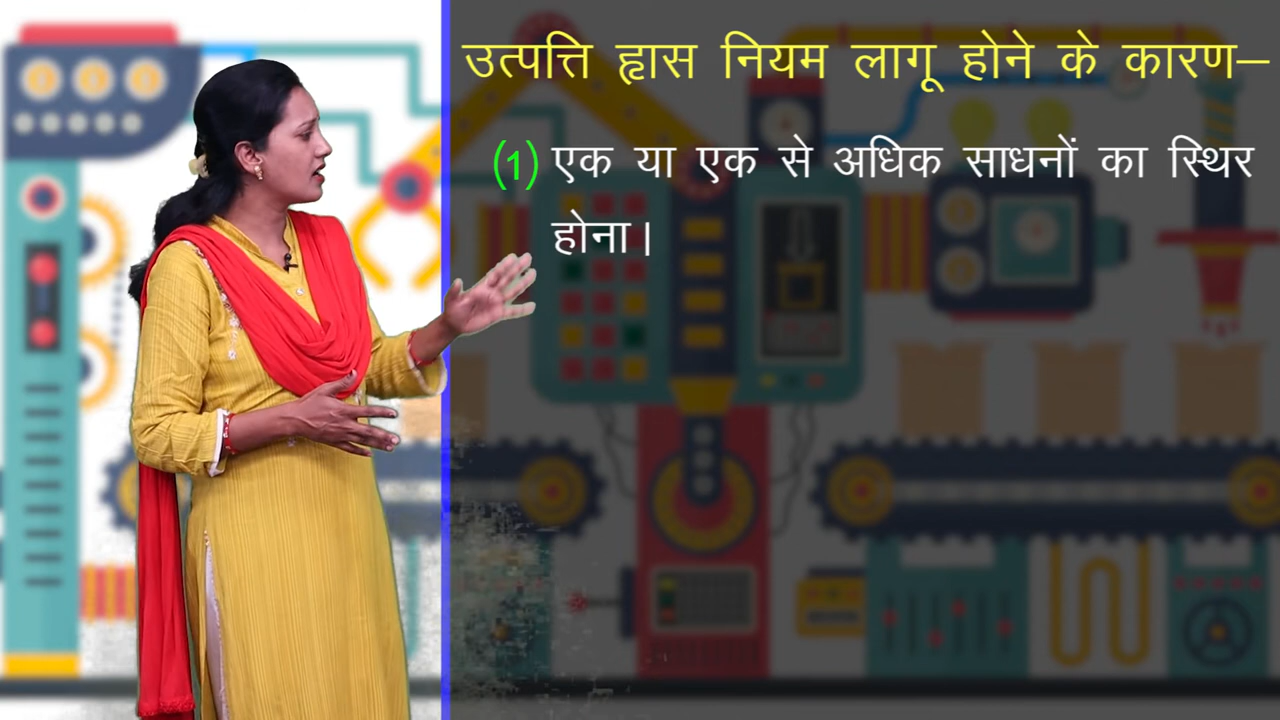 उत्पत्ति ह्रास नियम लागू होने के कारण–
(1) एक या एक से अधिक साधनों का स्थिर
होना।